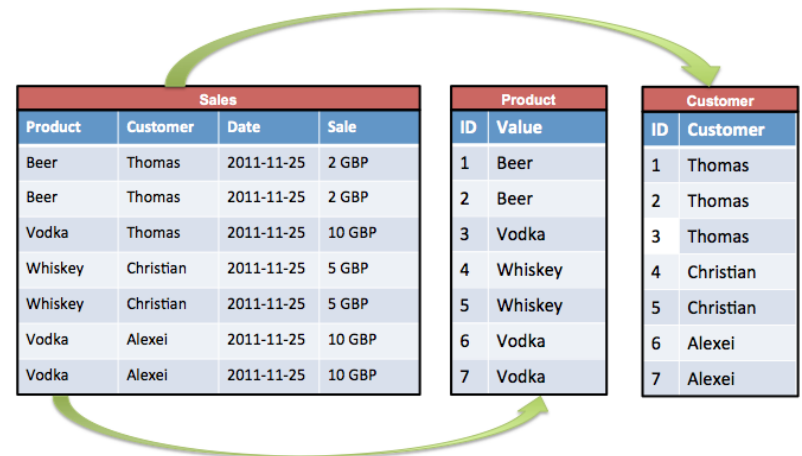 Sales
Product Customer Date Sale
Beer Thomas 2011-11-25 2 GBP
Beer Thomas 2011-11-25 2 GBP
Vodka Thomas 2011-11-25 10 GBP
Whiskey Christian 2011-11-25 5 GBP
Whiskey Christian 2011-11-25 5 GBP
Vodka Alexei 2011-11-25 10 GBP
Vodka Alexei 2011-11-25 10 GBP
Product
ID Value
1 Beer
2 Beer
3 Vodka
4 Whiskey
5 Whiskey
6 Vodka
7 Vodka
Customer
ID Customer
1 Thomas
2 Thomas
3 Thomas
4 Christian
5 Christian
6 Alexei
7 Alexei